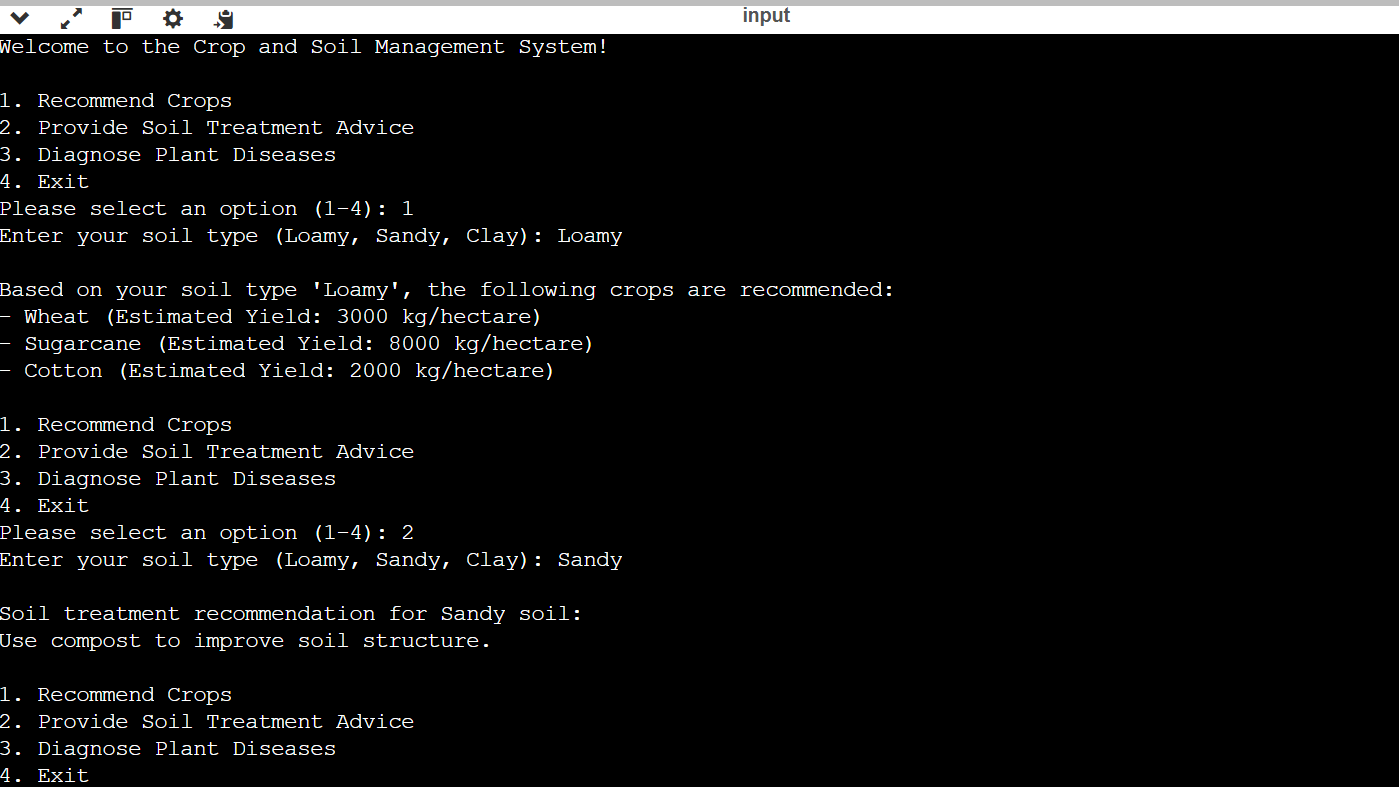 input
Welcome to the Crop and Soil Management System!
1. Recommend Crops
2. Provide Soil Treatment Advice
3. Diagnose Plant Diseases
4. Exit
Please select an option (1-4): 1
Enter your soil type (Loamy, Sandy, Clay): Loamy
Based on your soil type 'Loamy', the following crops are recommended:
- Wheat (Estimated Yield: 3000 kg/hectare)
- Sugarcane (Estimated Yield: 8000 kg/hectare)
- Cotton (Estimated Yield: 2000 kg/hectare)
1. Recommend Crops
2. Provide Soil Treatment Advice
3. Diagnose Plant Diseases
4. Exit
Please select an option (1-4): 2
Enter your soil type (Loamy, Sandy, Clay): Sandy
Soil treatment recommendation for Sandy soil:
Use compost to improve soil structure.
1. Recommend Crops
2. Provide Soil Treatment Advice
3. Diagnose Plant Diseases
4. Exit